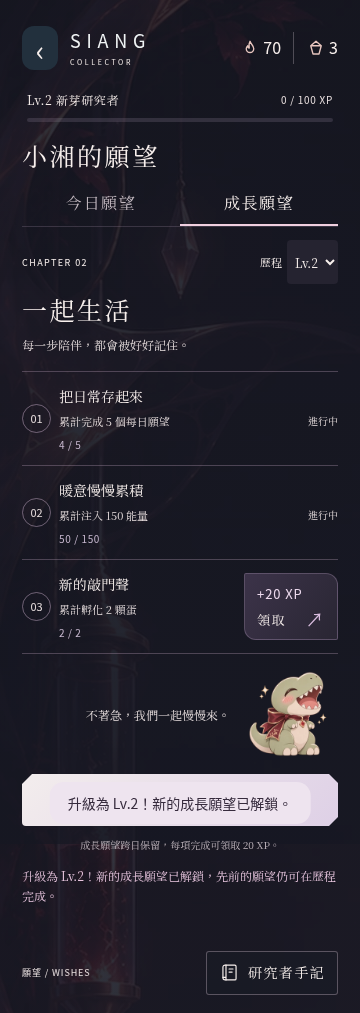 SIANG
COLLECTOR
70
3
Lv.2 新芽研究者
0 / 100 XP
小湘的願望
今日願望
成長願望
CHAPTER 02
歷程
Lv.2
一起生活
每一步陪伴，都會被好好記住。
01
把日常存起來
累計完成 5 個每日願望
4 / 5
進行中
02
暖意慢慢累積
累計注入 150 能量
50 / 150
進行中
03
新的敲門聲
累計孵化 2 顆蛋
2 / 2
+20 XP
領取
不著急，我們一起慢慢來。
升級為 Lv.2！新的成長願望已解鎖。
成長願望跨日保留，每項完成可領取 20 XP。
升級為 Lv.2！新的成長願望已解鎖，先前的願望仍可在歷程
完成。
願望 / WISHES
研究者手記